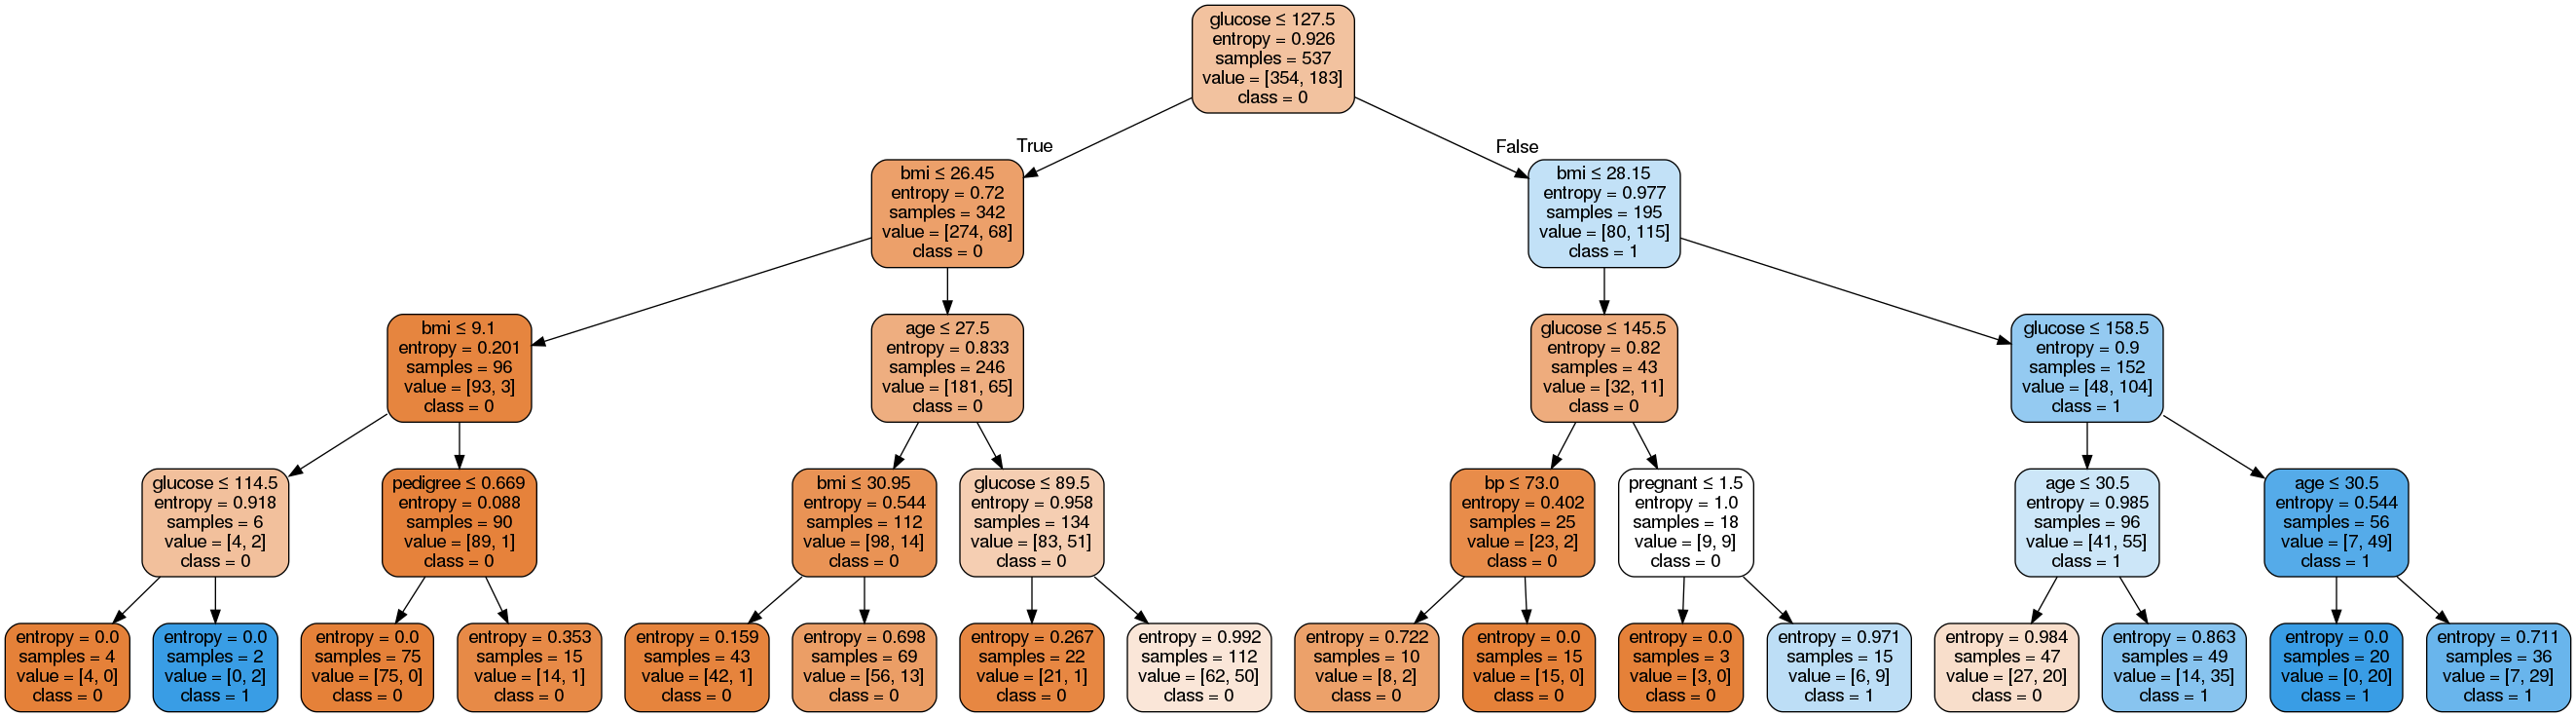 glucose ≤ 127.5
entropy = 0.926
samples = 537
value = [354, 183]
class = 0
True
False
bmi ≤ 26.45
entropy = 0.72
samples = 342
value = [274, 68]
class = 0
bmi ≤ 28.15
entropy = 0.977
samples = 195
value = [80, 115]
class = 1
bmi ≤ 9.1
entropy = 0.201
samples = 96
value = [93, 3]
class = 0
age ≤ 27.5
entropy = 0.833
samples = 246
value = [181, 65]
class = 0
glucose ≤ 145.5
entropy = 0.82
samples = 43
value = [32, 11]
class = 0
glucose ≤ 158.5
entropy = 0.9
samples = 152
value = [48, 104]
class = 1
glucose ≤ 114.5
entropy = 0.918
samples = 6
value = [4, 2]
class = 0
pedigree ≤ 0.669
entropy = 0.088
samples = 90
value = [89, 1]
class = 0
bmi ≤ 30.95
entropy = 0.544
samples = 112
value = [98, 14]
class = 0
glucose ≤ 89.5
entropy = 0.958
samples = 134
value = [83, 51]
class = 0
bp ≤ 73.0
entropy = 0.402
samples = 25
value = [23, 2]
class = 0
pregnant ≤ 1.5
entropy = 1.0
samples = 18
value = [9, 9]
class = 0
age ≤ 30.5
entropy = 0.985
samples = 96
value = [41, 55]
class = 1
age ≤ 30.5
entropy = 0.544
samples = 56
value = [7, 49]
class = 1
entropy = 0.0
samples = 4
value = [4, 0]
class = 0
entropy = 0.0
samples = 2
value = [0, 2]
class = 1
entropy = 0.0
samples = 75
value = [75, 0]
class = 0
entropy = 0.353
samples = 15
value = [14, 1]
class = 0
entropy = 0.159
samples = 43
value = [42, 1]
class = 0
entropy = 0.698
samples = 69
value = [56, 13]
class = 0
entropy = 0.267
samples = 22
value = [21, 1]
class = 0
entropy = 0.992
samples = 112
value = [62, 50]
class = 0
entropy = 0.722
samples = 10
value = [8, 2]
class = 0
entropy = 0.0
samples = 15
value = [15, 0]
class = 0
entropy = 0.0
samples = 3
value = [3, 0]
class = 0
entropy = 0.971
samples = 15
value = [6, 9]
class = 1
entropy = 0.984
samples = 47
value = [27, 20]
class = 0
entropy = 0.863
samples = 49
value = [14, 35]
class = 1
entropy = 0.0
samples = 20
value = [0, 20]
class = 1
entropy = 0.711
samples = 36
value = [7, 29]
class = 1